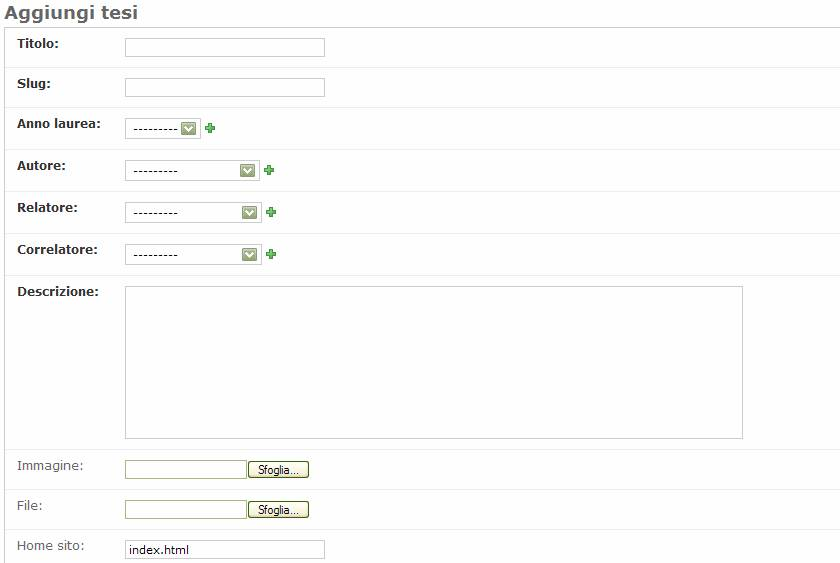 Aggiungi tesi
Titolo:
Slug:
Anno laurea: ---------
Autore: ---------
Relatore: ---------
Correlatore: ---------
Descrizione:
Immagine: Sfoglia...
File: Sfoglia...
Home sito: index.html